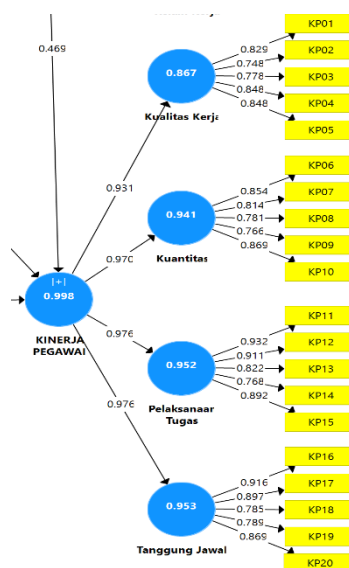 KP01
0.469
0.829
KP02
0.748
0.867
0.778
KP03
0.848
KP04
0.848
Kualitas Kerja
KP05
KP06
0.931
0.854
KP07
0.814
0.941
0.781
KP08
0.766
KP09
0.970
0.869
Kuantitas
KP10
|+|
0.998
KP11
0.932
KINERJA
PEGAWAI
0.976
0.911
KP12
0.952
0.822
KP13
0.768
KP14
0.892
0.976
Pelaksanaar
Tugas
KP15
KP16
0.916
KP17
0.897
0.953
0.785
KP18
0.789
KP19
0.869
Tanggung Jawal
KP20